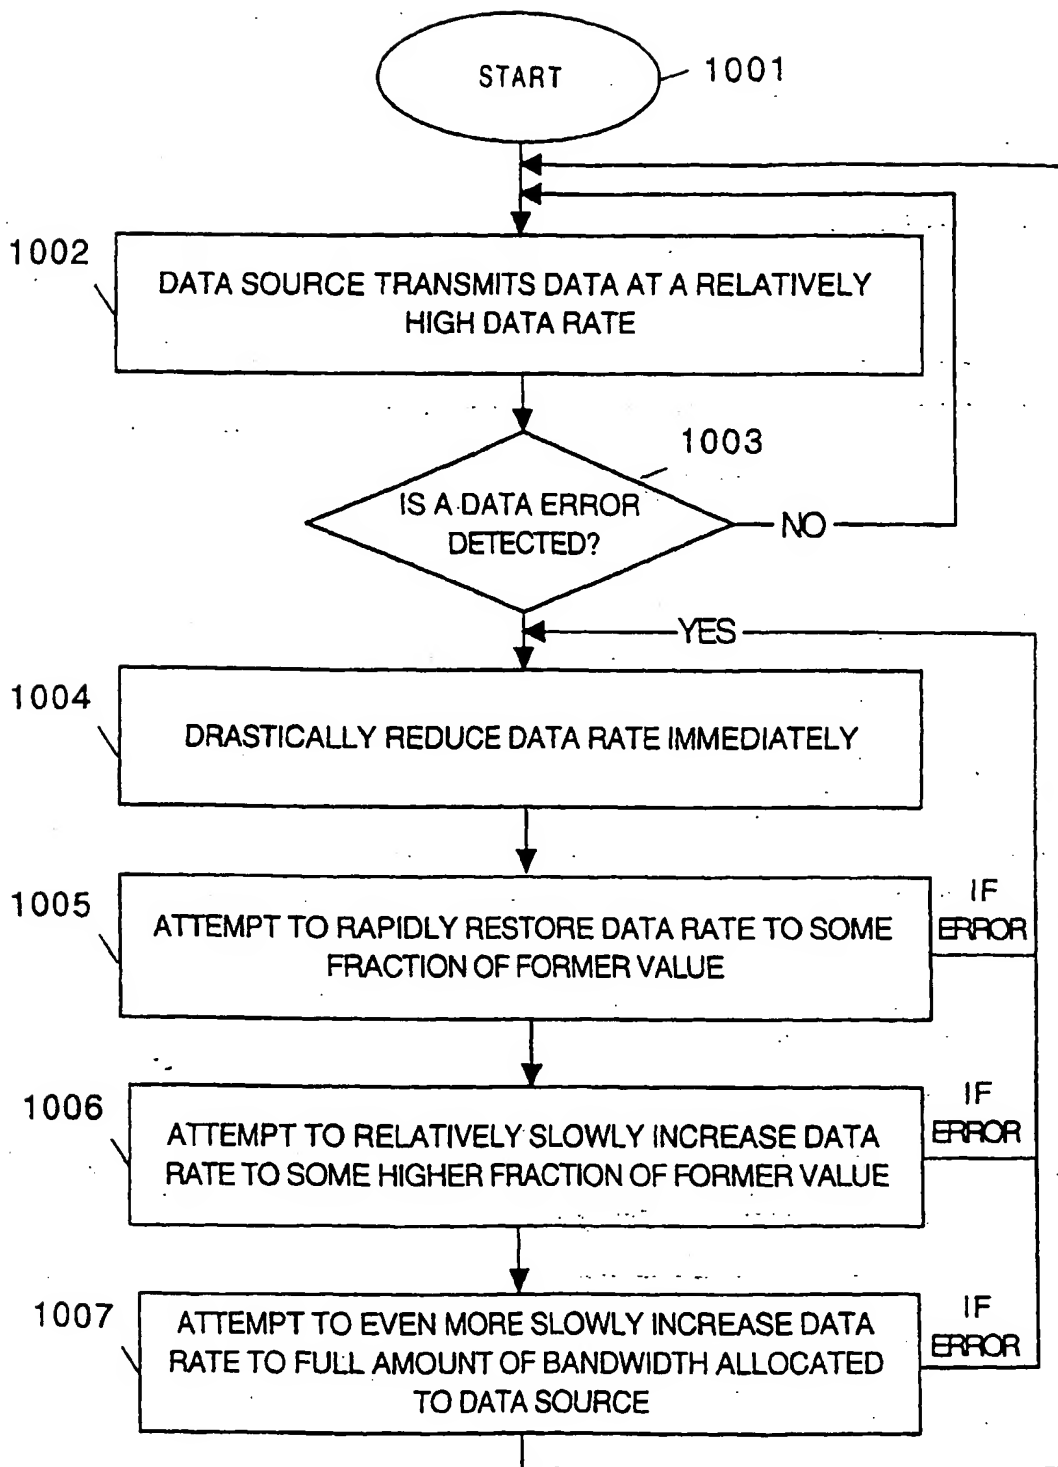 START
1001
1002
DATA SOURCE TRANSMITS DATA AT A RELATIVELY
HIGH DATA RATE
1003
IS A DATA ERROR
DETECTED?
NO
YES
1004
DRASTICALLY REDUCE DATA RATE IMMEDIATELY
1005
ATTEMPT TO RAPIDLY RESTORE DATA RATE TO SOME
FRACTION OF FORMER VALUE
IF
ERROR
1006
ATTEMPT TO RELATIVELY SLOWLY INCREASE DATA
RATE TO SOME HIGHER FRACTION OF FORMER VALUE
IF
ERROR
1007
ATTEMPT TO EVEN MORE SLOWLY INCREASE DATA
RATE TO FULL AMOUNT OF BANDWIDTH ALLOCATED
TO DATA SOURCE
IF
ERROR